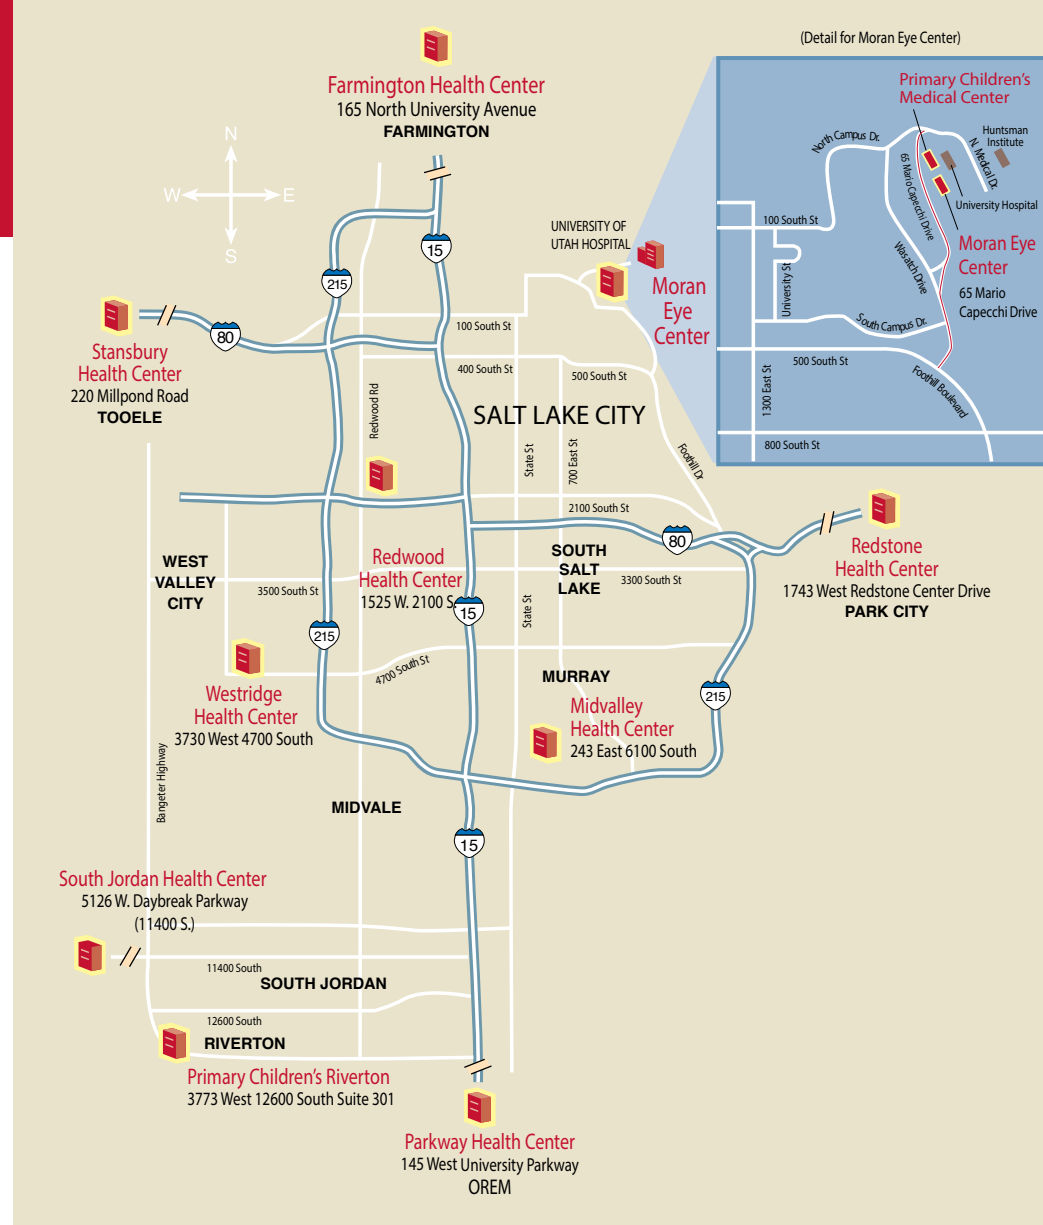 (Detail for Moran Eye Center)
Farmington Health Center
165 North University Avenue
FARMINGTON
N
W
E
S
15
215
80
UNIVERSITY OF
UTAH HOSPITAL
Moran
Eye
Center
Primary Children's
Medical Center
Huntsman
Institute
North Campus Dr.
N. Medical Dr.
65 Mario Capecchi Drive
University Hospital
100 South St
Moran Eye
Center
65 Mario
Capecchi Drive
Wasatch Drive
University St
South Campus Dr.
500 South St
Foothill Boulevard
1300 East St
800 South St
Stansbury
Health Center
220 Millpond Road
TOOELE
100 South St
400 South St
500 South St
Redwood Rd
SALT LAKE CITY
State St
700 East St
Foothill Dr
2100 South St
80
Redstone
Health Center
1743 West Redstone Center Drive
PARK CITY
WEST
VALLEY
CITY
Redwood
Health Center
1525 W. 2100 S.
SOUTH
SALT
LAKE
3500 South St
3300 South St
State St
15
215
4700 South St
Westridge
Health Center
3730 West 4700 South
MURRAY
Midvalley
Health Center
243 East 6100 South
215
Bangeter Highway
MIDVALE
15
South Jordan Health Center
5126 W. Daybreak Parkway
(11400 S.)
11400 South
SOUTH JORDAN
12600 South
RIVERTON
Primary Children's Riverton
3773 West 12600 South Suite 301
Parkway Health Center
145 West University Parkway
OREM